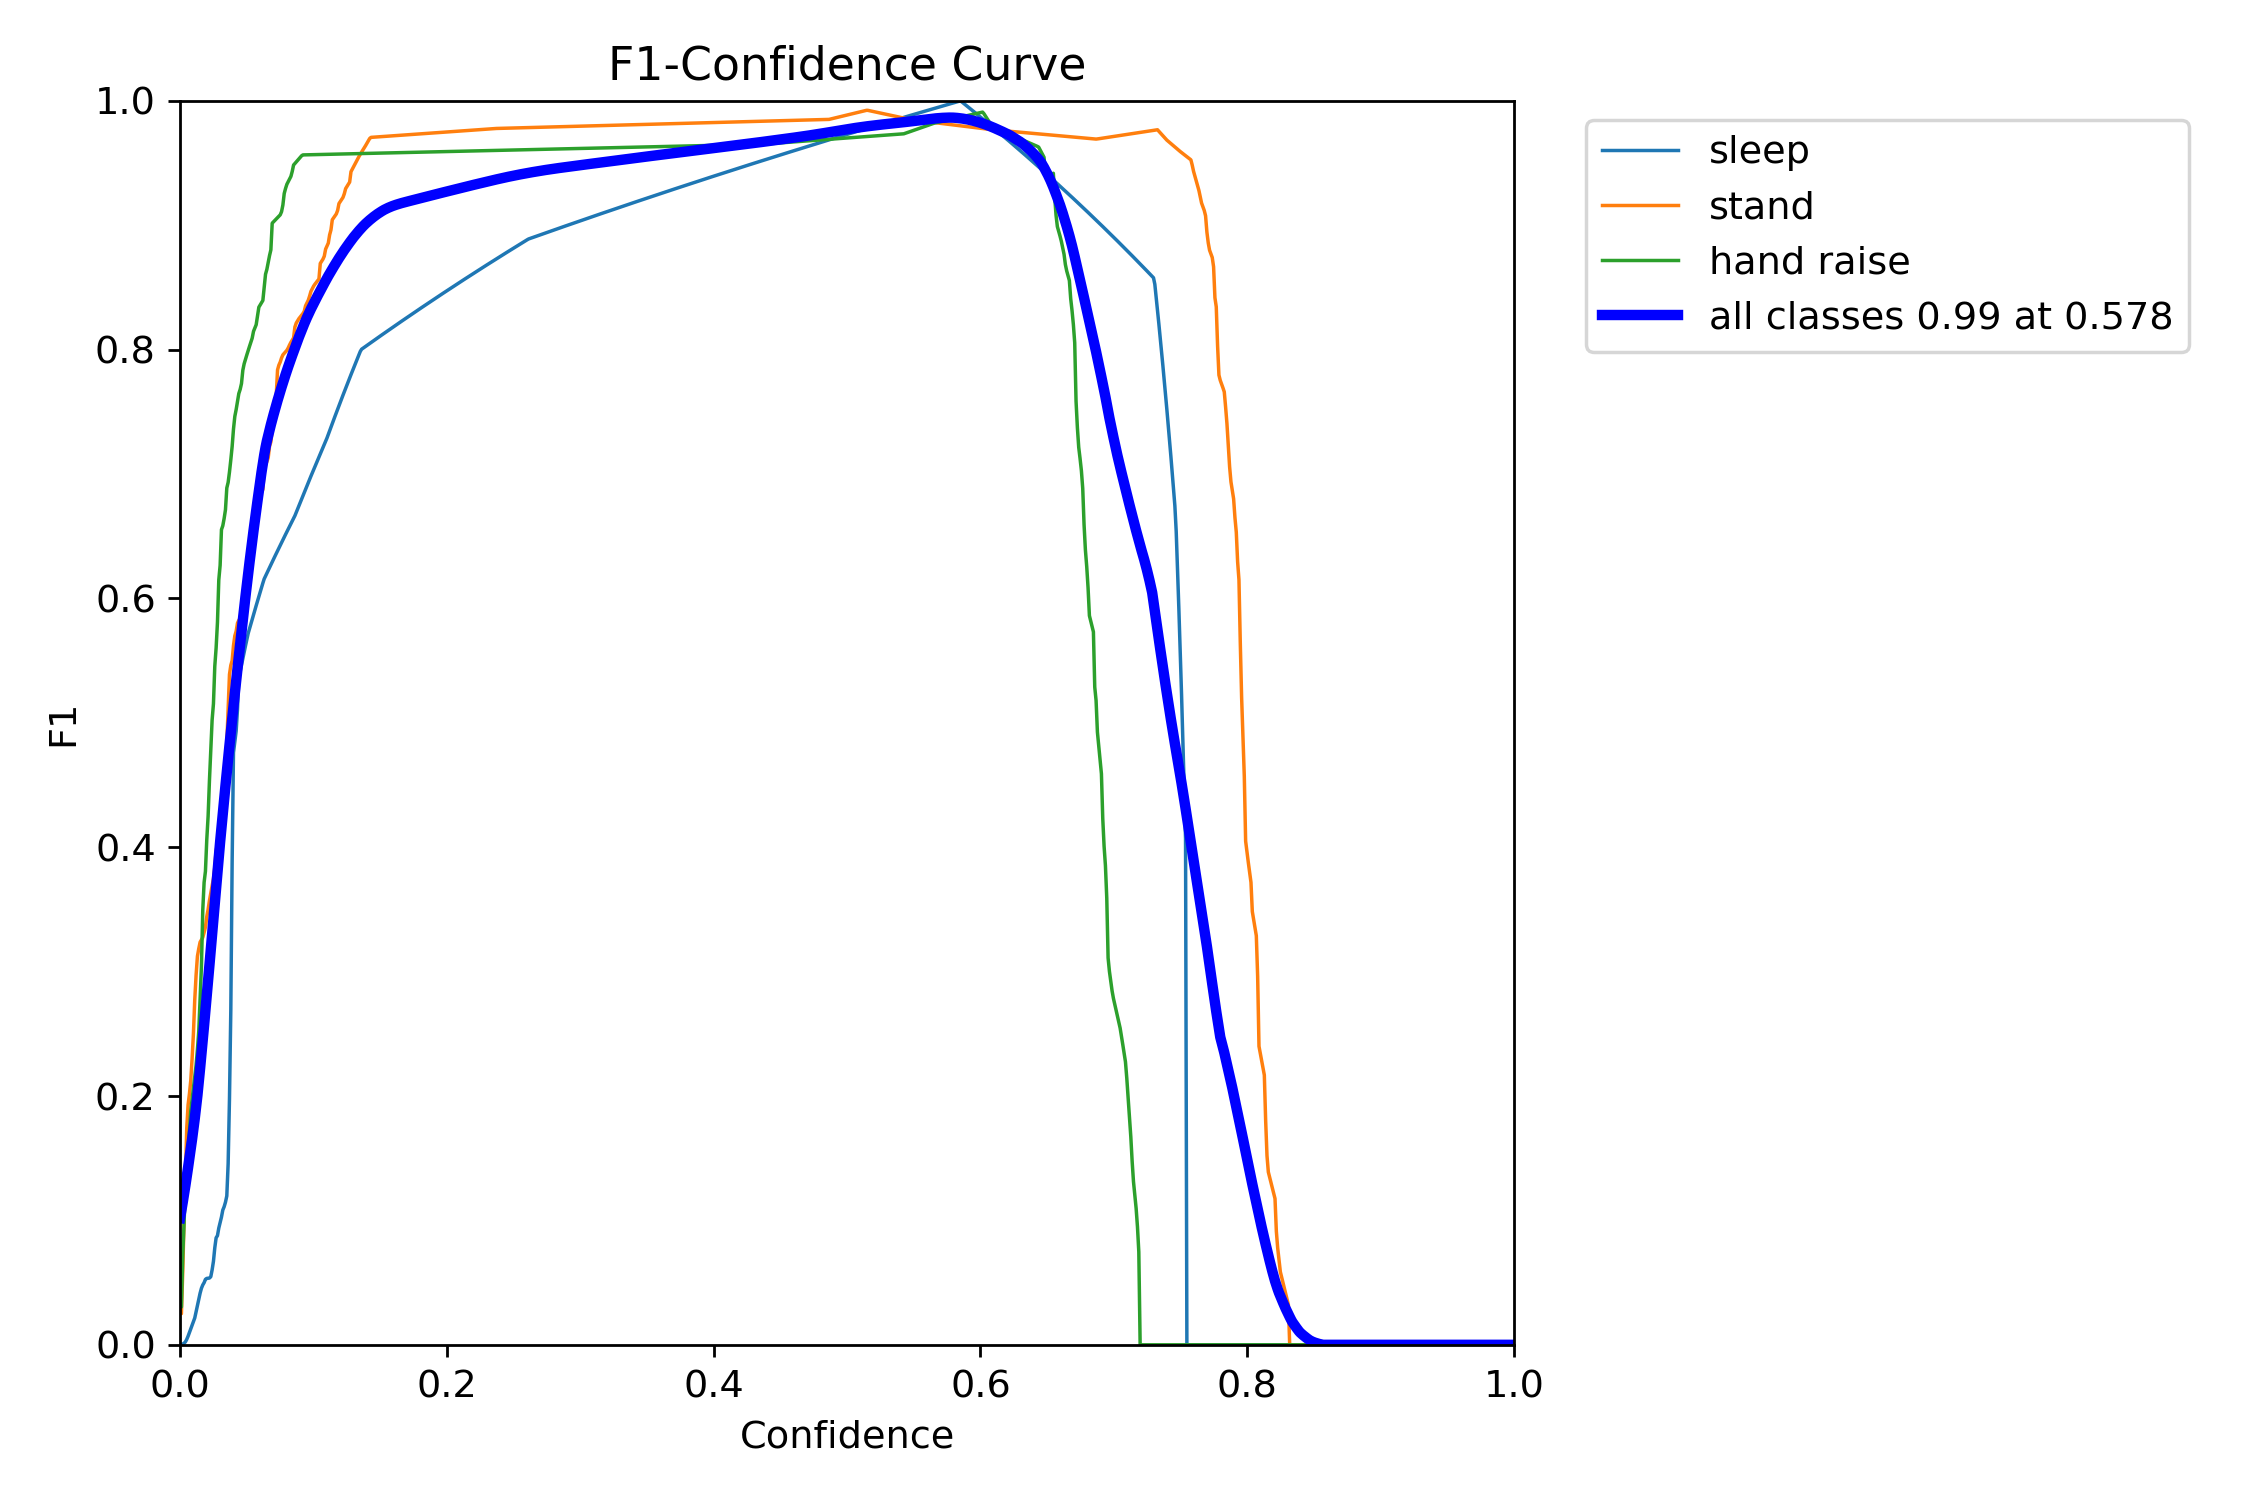 F1-Confidence Curve
1.0
0.8
0.6
0.4
0.2
0.0
F1
0.0 0.2 0.4 0.6 0.8 1.0
Confidence
sleep
stand
hand raise
all classes 0.99 at 0.578